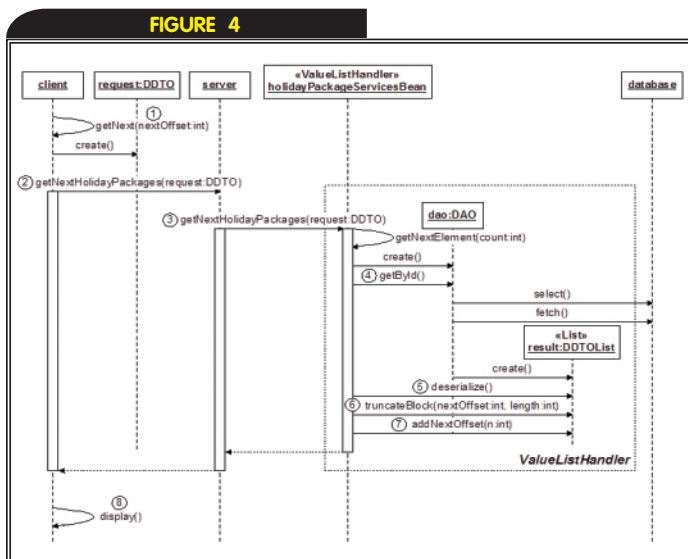 FIGURE 4
client
request:DDTO
server
«ValueListHandler»
holidayPackageServicesBean
database
1
getNext(nextOffset:int)
create()
2 getNextHolidayPackages(request:DDTO)
3 getNextHolidayPackages(request:DDTO)
dao:DAO
getNextElement(count:int)
create()
4 getById()
select()
fetch()
«List»
result:DDTOList
create()
5 deserialize()
6 truncateBlock(nextOffset:int, length:int)
7 addNextOffset(n:int)
ValueListHandler
8
display()